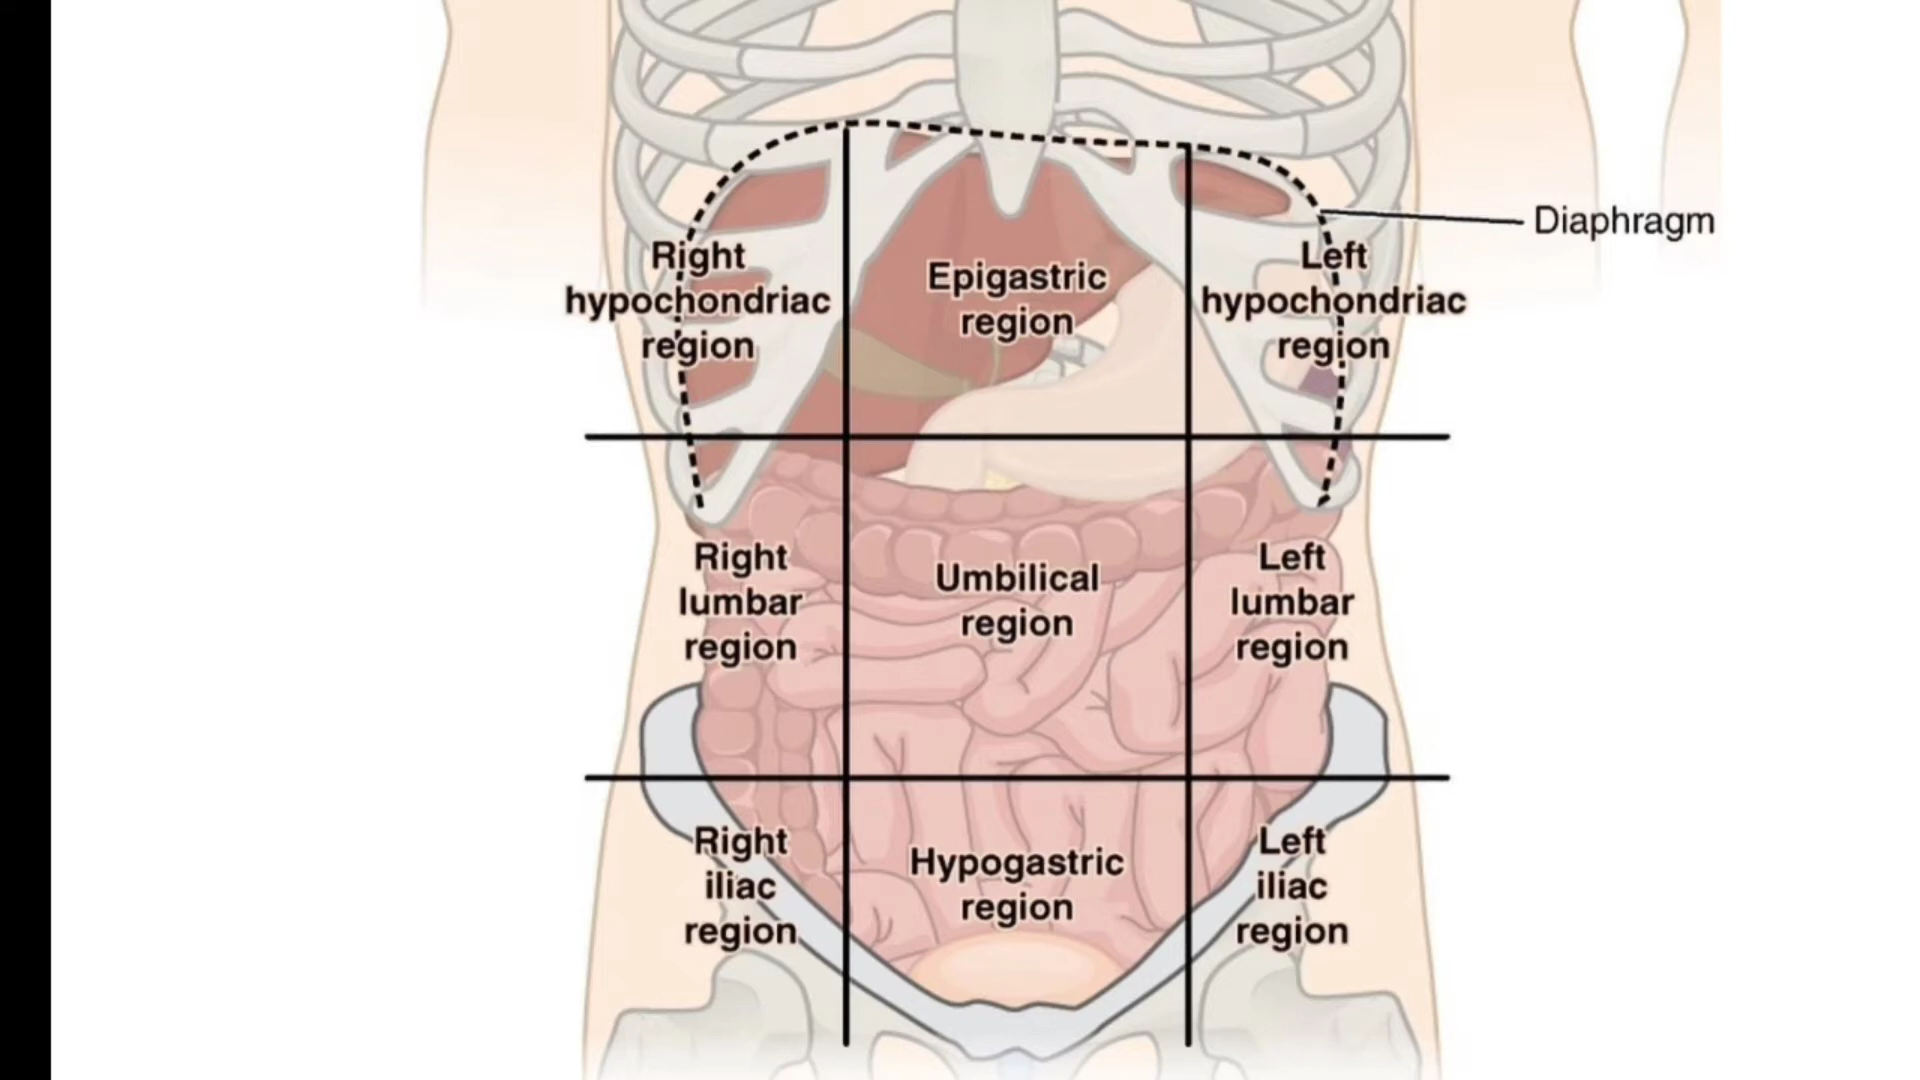 Diaphragm
Right
hypochondriac
region
Epigastric
region
Left
hypochondriac
region
Right
lumbar
region
Umbilical
region
Left
lumbar
region
Right
iliac
region
Hypogastric
region
Left
iliac
region